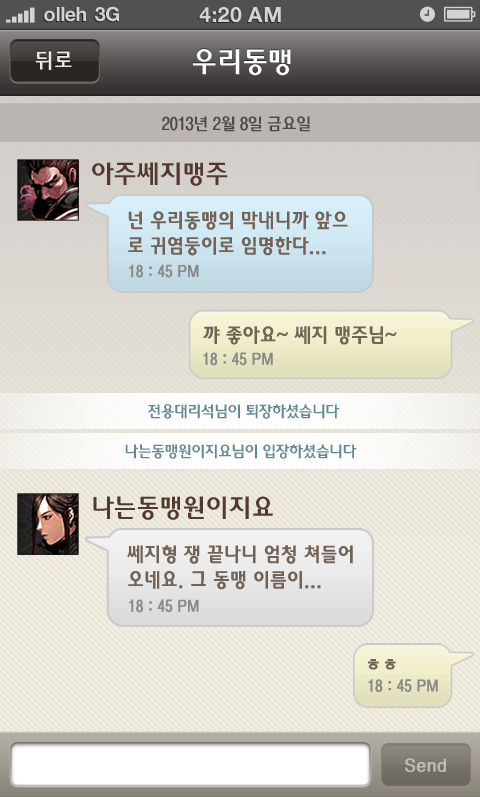 olleh 3G 4:20 AM
뒤로 우리동맹
2013년 2월 8일 금요일
아주쎄지맹주
넌 우리동맹의 막내니까 앞으
로 귀염둥이로 임명한다...
18 : 45 PM
꺄 좋아요~ 쎄지 맹주님~
18 : 45 PM
전용대리석님이 퇴장하셨습니다
나는동맹원이지요님이 입장하셨습니다
나는동맹원이지요
쎄지형 쟁 끝나니 엄청 쳐들어
오네요. 그 동맹 이름이...
18 : 45 PM
ㅎㅎ
18 : 45 PM
Send